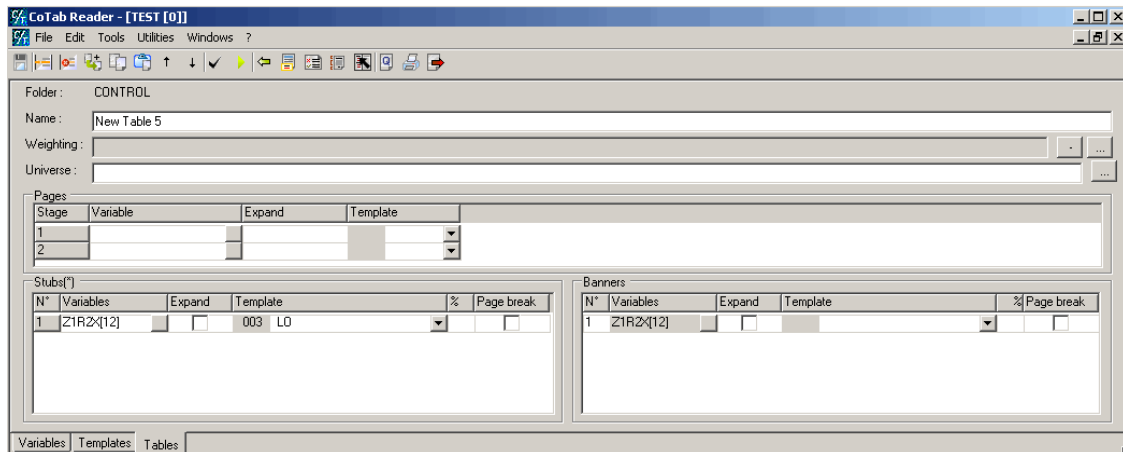 CoTab Reader - [TEST [0]]
File Edit Tools Utilities Windows ?
Folder : CONTROL
Name : New Table 5
Weighting : . ...
Universe : ...
Pages
Stage Variable Expand Template
1
2
Stubs(*) Banners
N° Variables Expand Template % Page break N° Variables Expand Template % Page break
1 Z1R2X[12] 003 L0 1 Z1R2X[12]
Variables Templates Tables